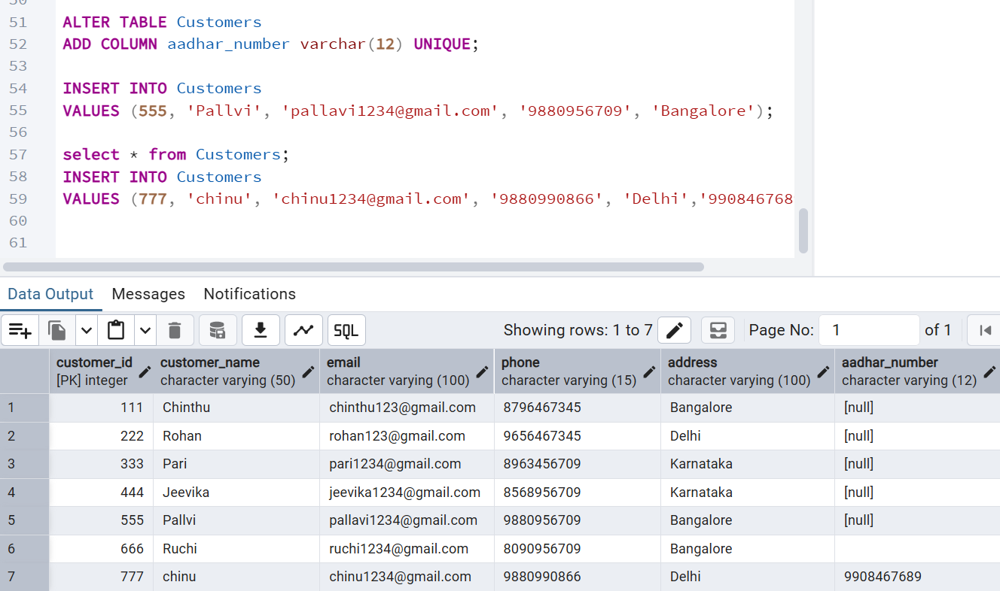 50
51 ALTER TABLE Customers
52 ADD COLUMN aadhar_number varchar(12) UNIQUE;
53
54 INSERT INTO Customers
55 VALUES (555, 'Pallvi', 'pallavi1234@gmail.com', '9880956709', 'Bangalore');
56
57 select * from Customers;
58 INSERT INTO Customers
59 VALUES (777, 'chinu', 'chinu1234@gmail.com', '9880990866', 'Delhi','990846768
60
61
Data Output Messages Notifications
SQL Showing rows: 1 to 7 Page No: 1 of 1
customer_id customer_name email phone address aadhar_number
[PK] integer character varying (50) character varying (100) character varying (15) character varying (100) character varying (12)
1 111 Chinthu chinthu123@gmail.com 8796467345 Bangalore [null]
2 222 Rohan rohan123@gmail.com 9656467345 Delhi [null]
3 333 Pari pari1234@gmail.com 8963456709 Karnataka [null]
4 444 Jeevika jeevika1234@gmail.com 8568956709 Karnataka [null]
5 555 Pallvi pallavi1234@gmail.com 9880956709 Bangalore [null]
6 666 Ruchi ruchi1234@gmail.com 8090956709 Bangalore
7 777 chinu chinu1234@gmail.com 9880990866 Delhi 9908467689